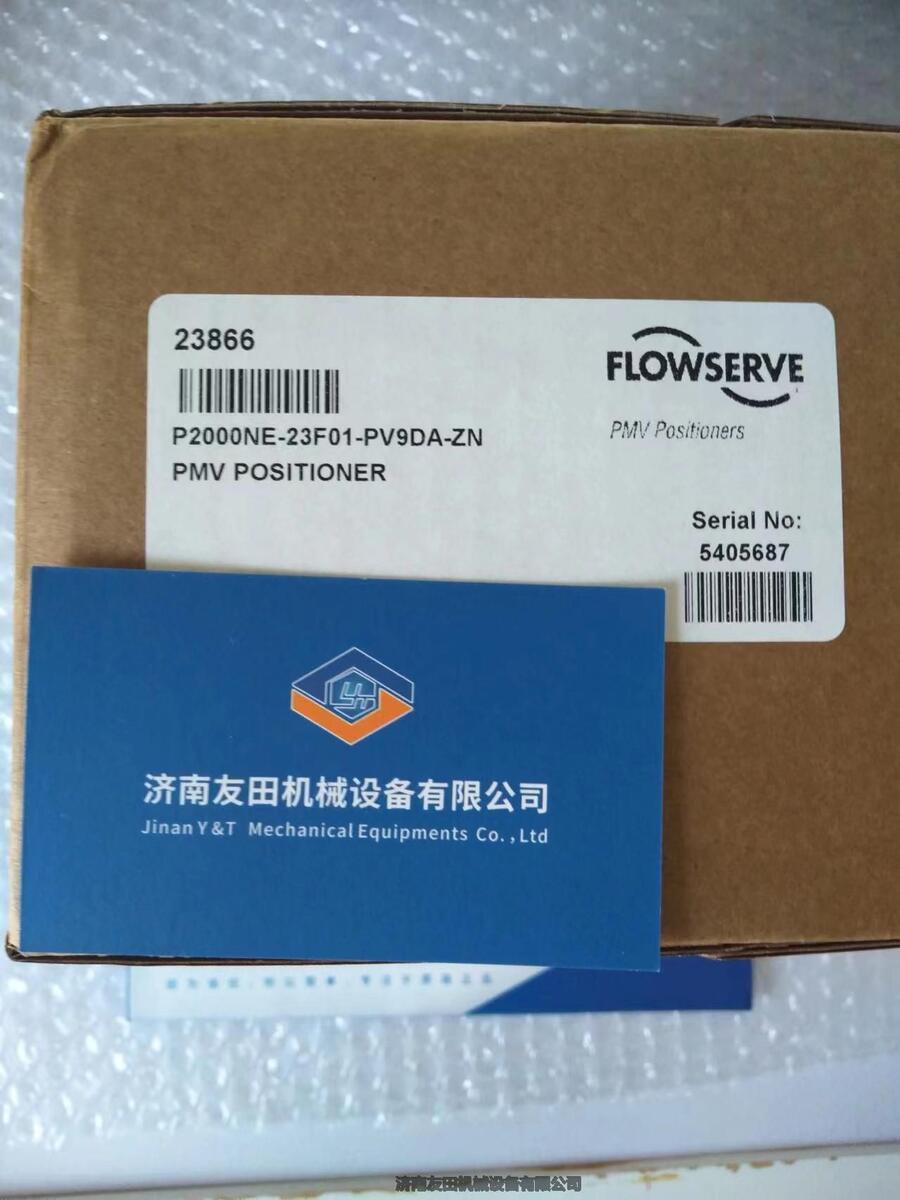 23866
FLOWSERVE
P2000NE-23F01-PV9DA-ZN
PMV Positioners
PMV POSITIONER
Serial No:
5405687
济南友田机械设备有限公司
Jinan Y&T Mechanical Equipments Co.,Ltd
济南友田机械设备有限公司